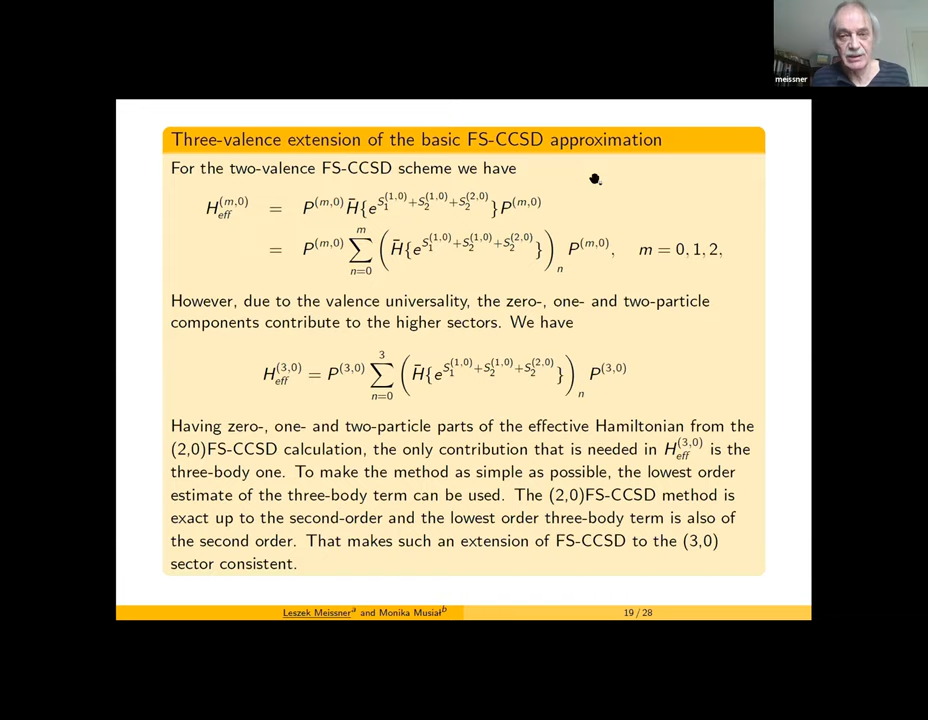 meissner
Three-valence extension of the basic FS-CCSD approximation
For the two-valence FS-CCSD scheme we have
H_{eff}^{(m,0)} = P^{(m,0)} H̄{e^{S_1^{(1,0)}+S_2^{(1,0)}+S_2^{(2,0)}}}P^{(m,0)}
= P^{(m,0)} \sum_{n=0}^{m} (H̄{e^{S_1^{(1,0)}+S_2^{(1,0)}+S_2^{(2,0)}}})_n P^{(m,0)}, m = 0, 1, 2,
However, due to the valence universality, the zero-, one- and two-particle
components contribute to the higher sectors. We have
H_{eff}^{(3,0)} = P^{(3,0)} \sum_{n=0}^{3} (H̄{e^{S_1^{(1,0)}+S_2^{(1,0)}+S_2^{(2,0)}}})_n P^{(3,0)}
Having zero-, one- and two-particle parts of the effective Hamiltonian from the
(2,0)FS-CCSD calculation, the only contribution that is needed in H_{eff}^{(3,0)} is the
three-body one. To make the method as simple as possible, the lowest order
estimate of the three-body term can be used. The (2,0)FS-CCSD method is
exact up to the second-order and the lowest order three-body term is also of
the second order. That makes such an extension of FS-CCSD to the (3,0)
sector consistent.
Leszek Meissner^a and Monika Musiał^b 19 / 28